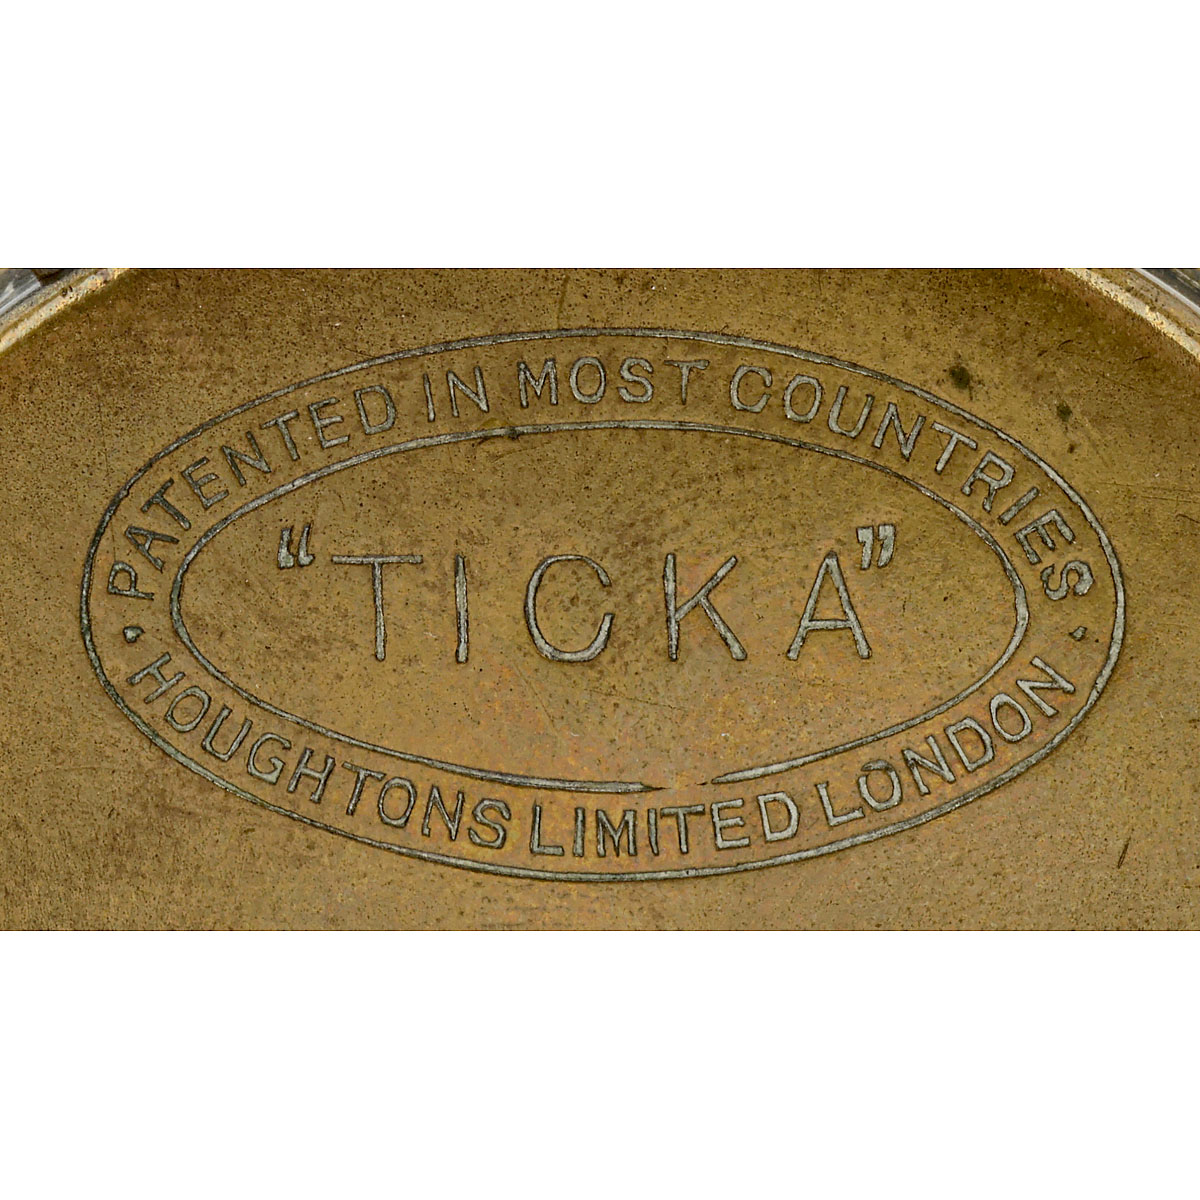 PATENTED IN MOST COUNTRIES
"TICKA"
HOUGHTONS LIMITED LONDON